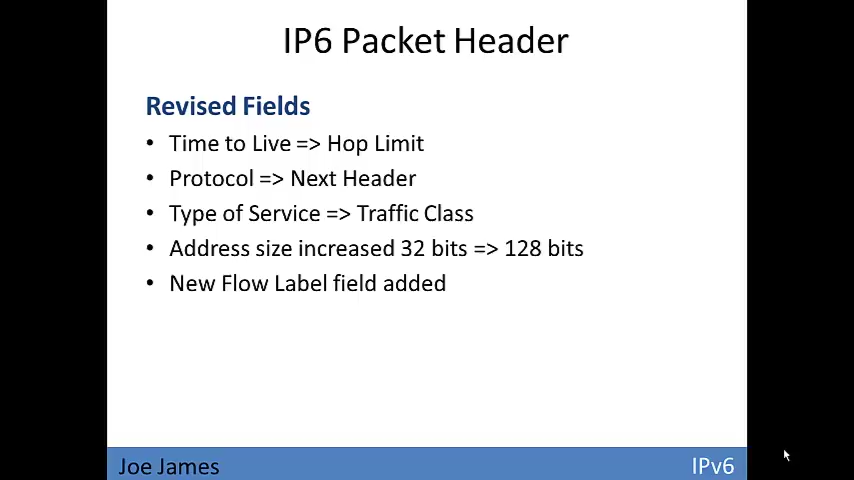 IP6 Packet Header
Revised Fields
• Time to Live => Hop Limit
• Protocol => Next Header
• Type of Service => Traffic Class
• Address size increased 32 bits => 128 bits
• New Flow Label field added
Joe James
IPv6